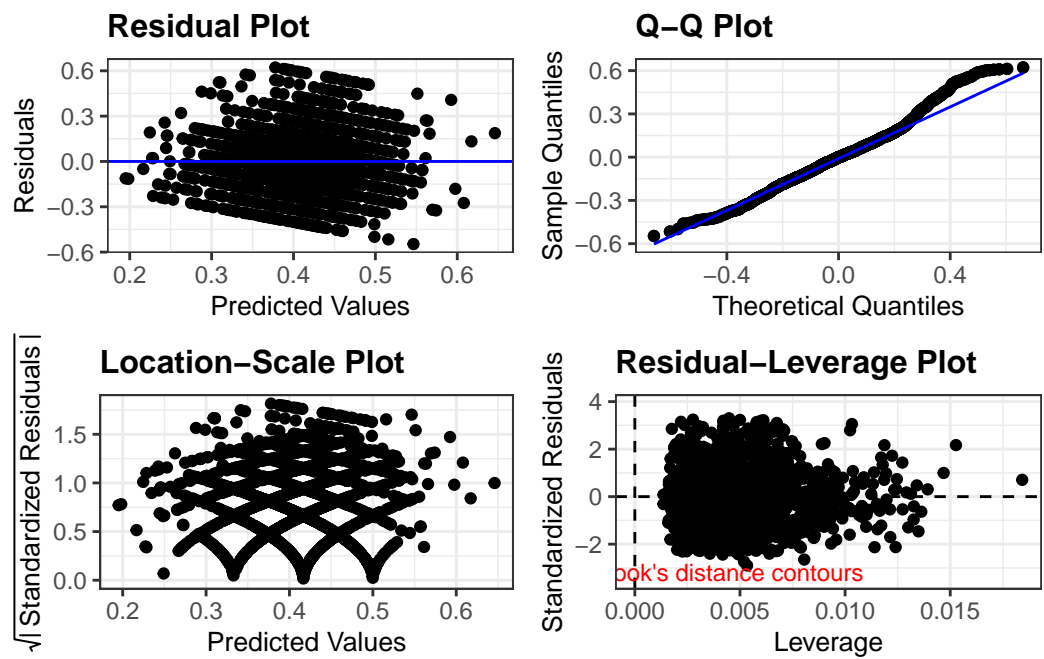 Residual Plot
Residuals
0.6
0.3
0.0
−0.3
−0.6
0.2 0.3 0.4 0.5 0.6
Predicted Values
Q−Q Plot
Sample Quantiles
0.6
0.3
0.0
−0.3
−0.6
−0.4 0.0 0.4
Theoretical Quantiles
Location−Scale Plot
√| Standardized Residuals |
1.5
1.0
0.5
0.0
0.2 0.3 0.4 0.5 0.6
Predicted Values
Residual−Leverage Plot
Standardized Residuals
4
2
0
−2
ook's distance contours
0.000 0.005 0.010 0.015
Leverage